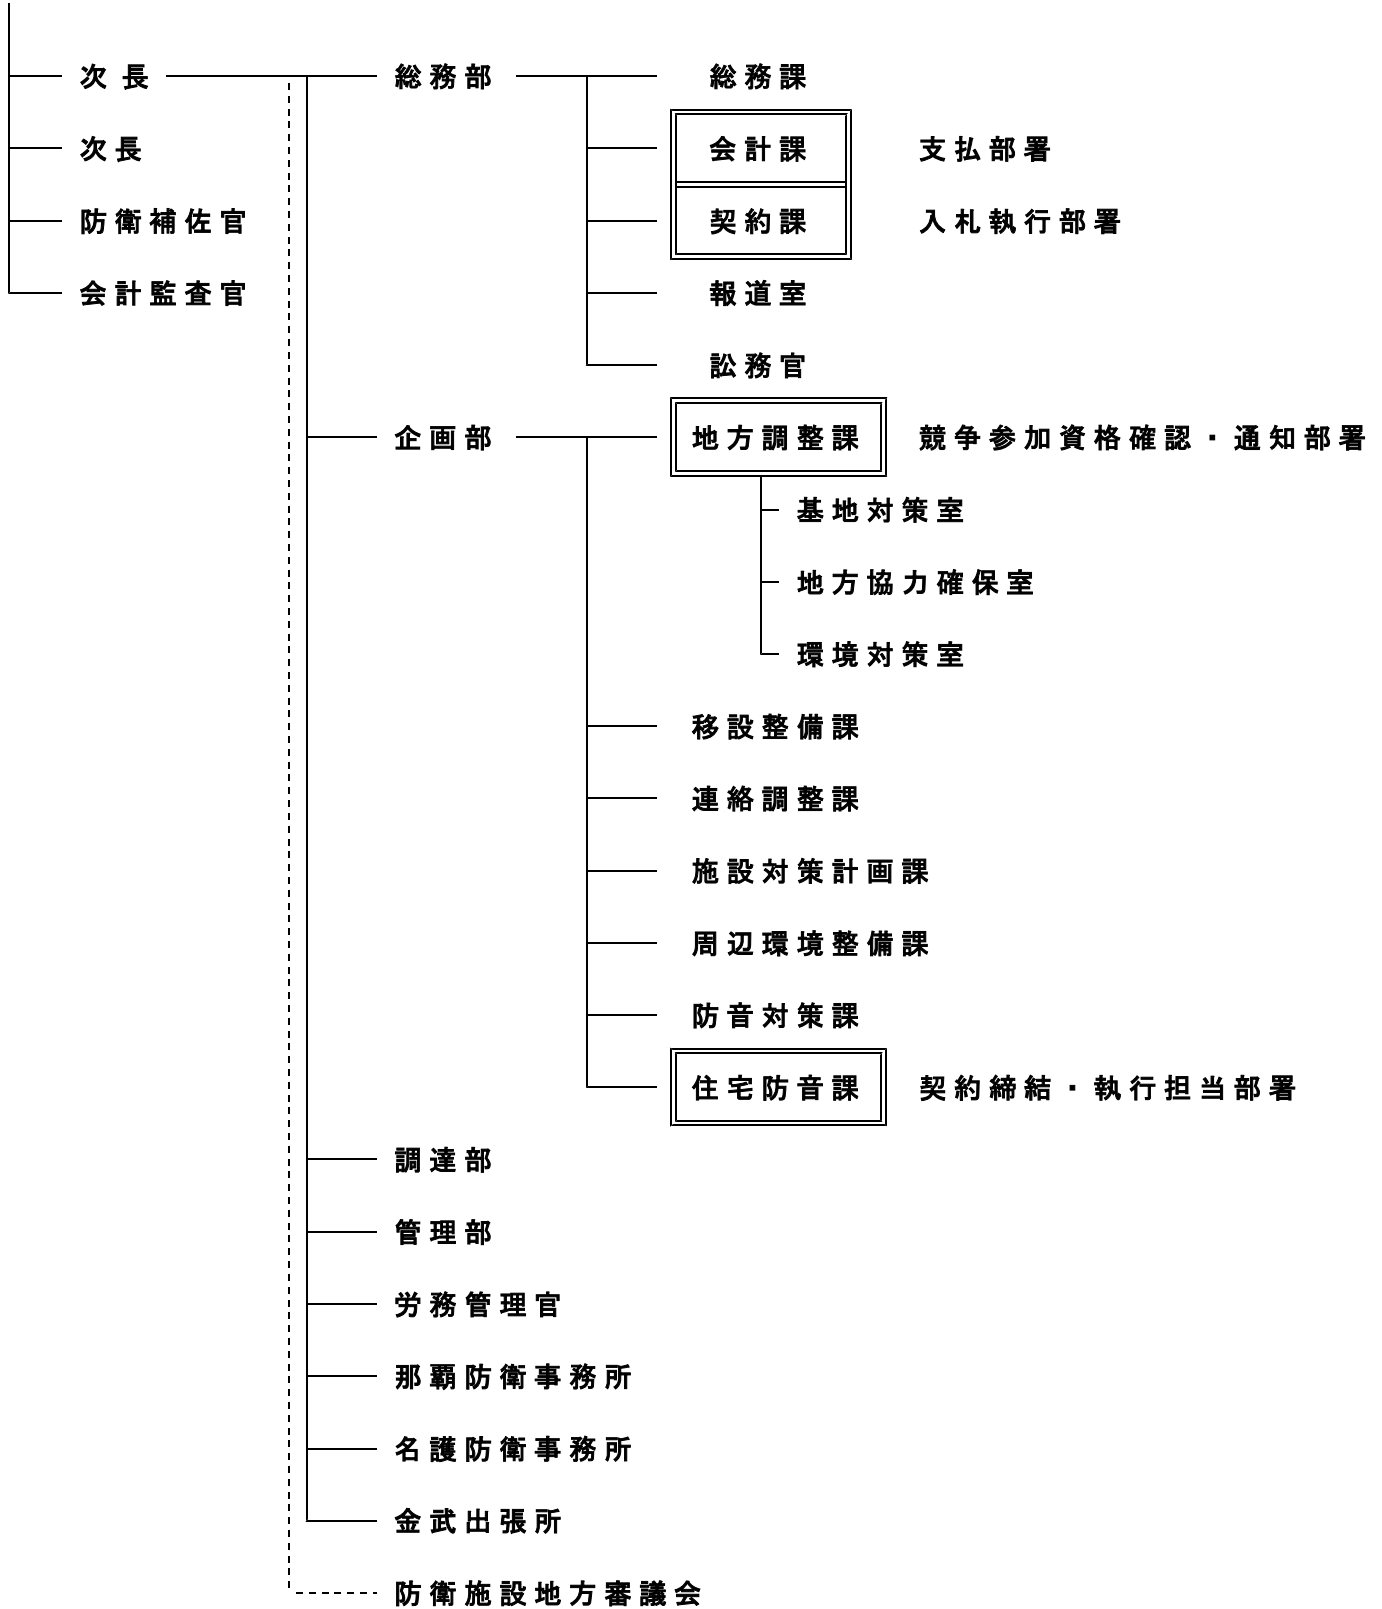 次長 総務部 総務課
次長 会計課 支払部署
防衛補佐官 契約課 入札執行部署
会計監査官 報道室
訟務官
企画部 地方調整課 競争参加資格確認・通知部署
基地対策室
地方協力確保室
環境対策室
移設整備課
連絡調整課
施設対策計画課
周辺環境整備課
防音対策課
住宅防音課 契約締結・執行担当部署
調達部
管理部
労務管理官
那覇防衛事務所
名護防衛事務所
金武出張所
防衛施設地方審議会